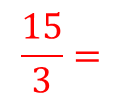 15/3 =